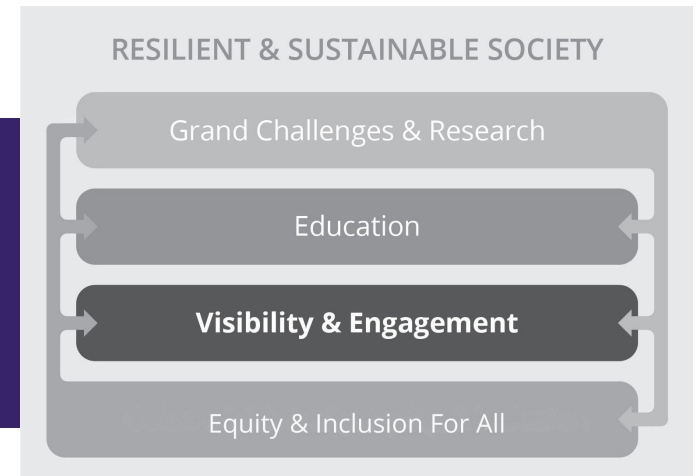 RESILIENT & SUSTAINABLE SOCIETY
Grand Challenges & Research
Education
Visibility & Engagement
Equity & Inclusion For All